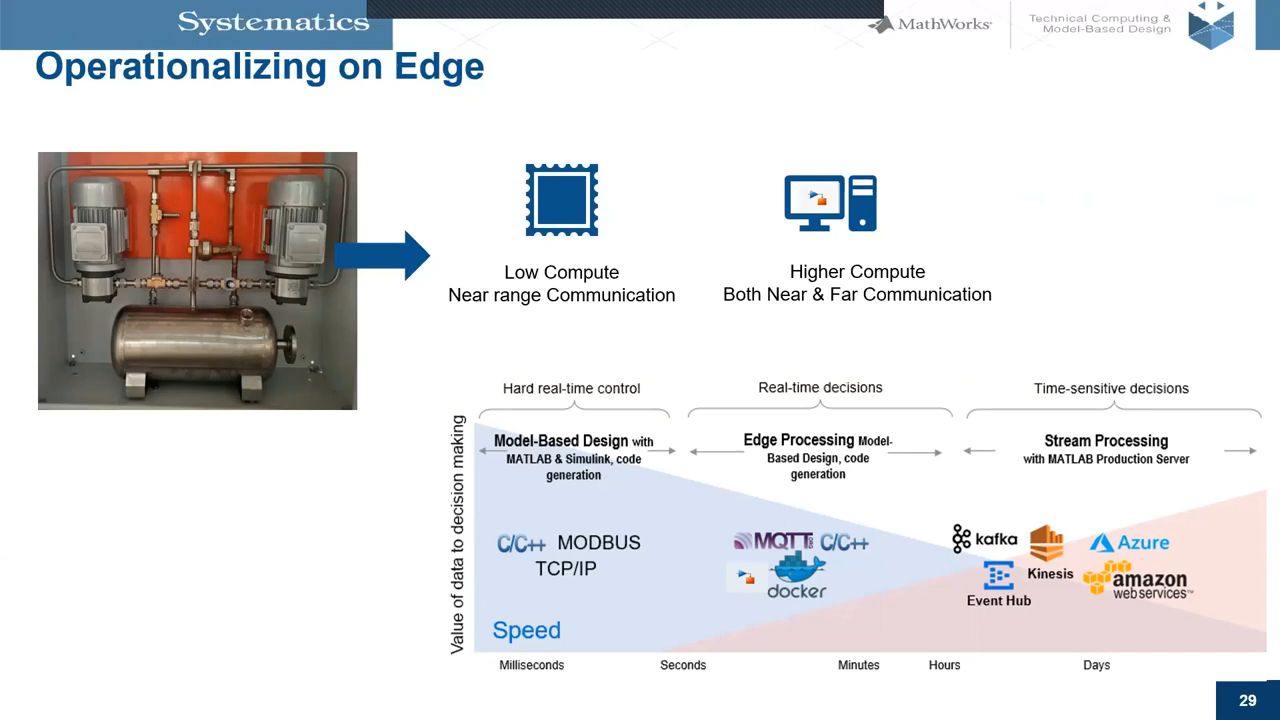 Systematics
MathWorks®
Technical Computing &
Model-Based Design
Operationalizing on Edge
Low Compute
Near range Communication
Higher Compute
Both Near & Far Communication
Hard real-time control
Real-time decisions
Time-sensitive decisions
Value of data to decision making
Model-Based Design with
MATLAB & Simulink, code
generation
Edge Processing Model-
Based Design, code
generation
Stream Processing
with MATLAB Production Server
C/C++ MODBUS
TCP/IP
MQTT C/C++
docker
kafka
Kinesis
Event Hub
Azure
amazon
web services™
Speed
Milliseconds
Seconds
Minutes
Hours
Days
29